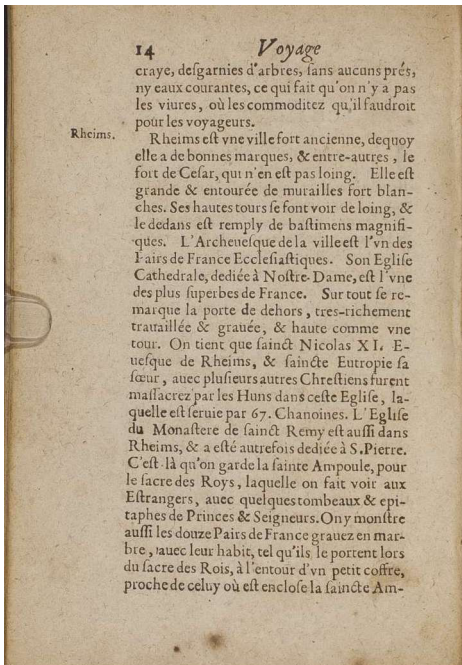 14 Voyage
craye, desgarnies d'arbres, sans aucuns prés,
ny eaux courantes, ce qui fait qu'on n'y a pas
les viures, où les commoditez qu'il faudroit
pour les voyageurs.
Rheims.
Rheims est vne ville fort ancienne, dequoy
elle a de bonnes marques, & entre-autres, le
fort de Cesar, qui n'en est pas loing. Elle est
grande & entourée de murailles fort blan-
ches. Ses hautes tours se font voir de loing, &
le dedans est remply de bastimens magnifi-
ques. L'Archeuesque de la ville est l'vn des
Pairs de France Ecclesiastiques. Son Eglise
Cathedrale, dediée à Nostre-Dame, est l'vne
des plus superbes de France. Sur tout se re-
marque la porte de dehors, tres-richement
trauaillée & grauée, & haute comme vne
tour. On tient que sainct Nicolas XI. E-
uesque de Rheims, & saincte Eutropie sa
sœur, auec plusieurs autres Chrestiens furent
massacrez par les Huns dans ceste Eglise, la-
quelle est seruie par 67. Chanoines. L'Eglise
du Monastere de sainct Remy est aussi dans
Rheims, & a esté autrefois dediée à S. Pierre.
C'est-là qu'on garde la sainte Ampoule, pour
le sacre des Roys, laquelle on fait voir aux
Estrangers, auec quelques tombeaux & epi-
taphes de Princes & Seigneurs. On y monstre
aussi les douze Pairs de France grauez en mar-
bre, auec leur habit, tel qu'ils le portent lors
du sacre des Rois, à l'entour d'vn petit coffre,
proche de celuy où est enclose la saincte Am-